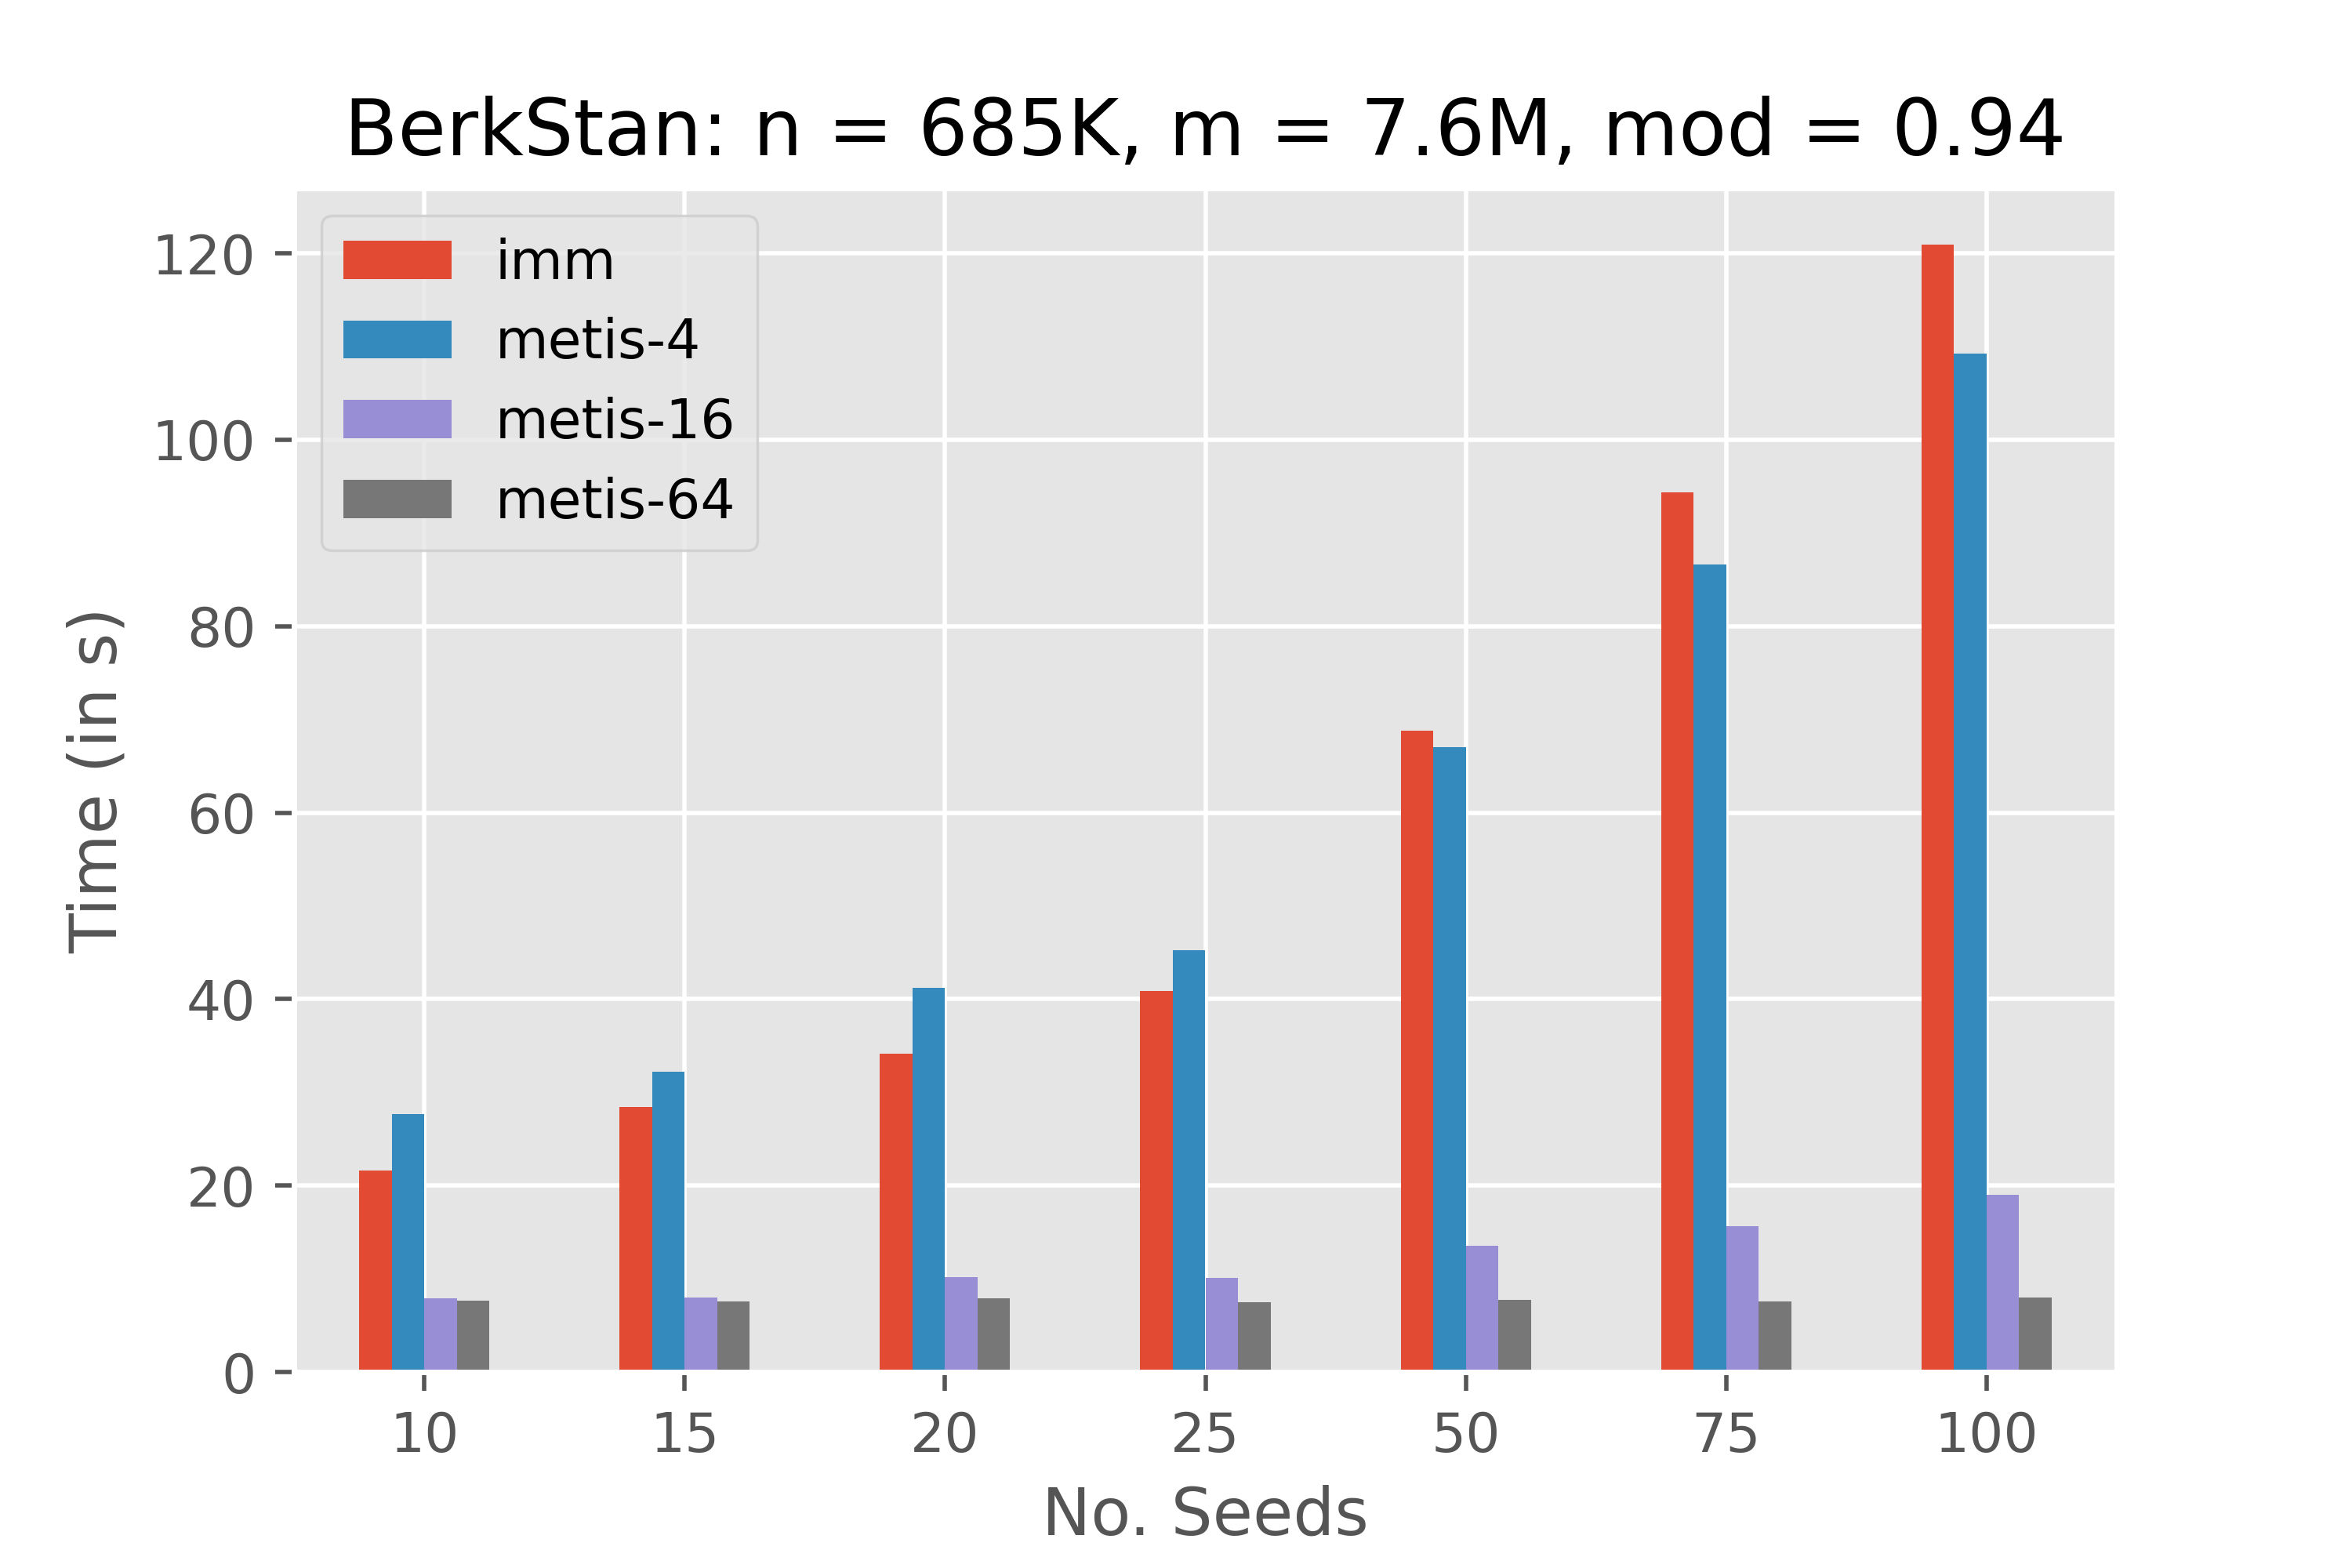 BerkStan: n = 685K, m = 7.6M, mod = 0.94
imm
metis-4
metis-16
metis-64
120
100
80
60
40
20
0
Time (in s)
10 15 20 25 50 75 100
No. Seeds